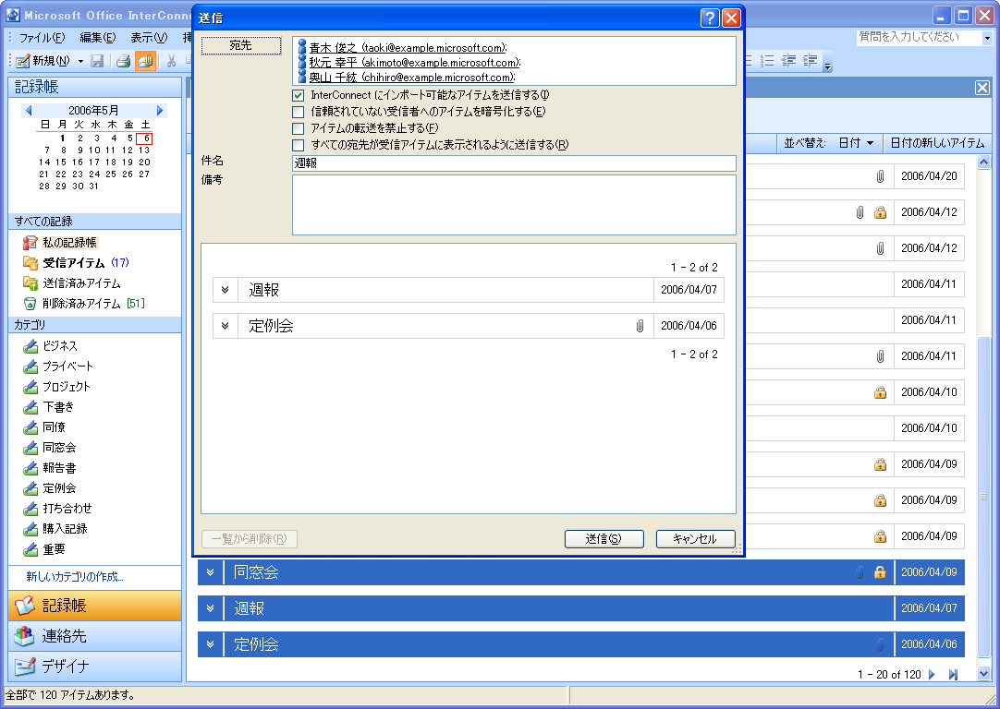 Microsoft Office InterConne
ファイル(F) 編集(E) 表示(V) 挿
質問を入力してください
新規(N)
記録帳
2006年5月
日 月 火 水 木 金 土
1 2 3 4 5 6
7 8 9 10 11 12 13
14 15 16 17 18 19 20
21 22 23 24 25 26 27
28 29 30 31
すべての記録
私の記録帳
受信アイテム (17)
送信済みアイテム
削除済みアイテム [51]
カテゴリ
ビジネス
プライベート
プロジェクト
下書き
同僚
同窓会
報告書
定例会
打ち合わせ
購入記録
重要
新しいカテゴリの作成...
記録帳
連絡先
デザイナ
全部で 120 アイテムあります。
送信
宛先
青木 俊之 (taoki@example.microsoft.com);
秋元 幸平 (akimoto@example.microsoft.com);
奥山 千紘 (chihiro@example.microsoft.com);
InterConnect にインポート可能なアイテムを送信する(I)
信頼されていない受信者へのアイテムを暗号化する(E)
アイテムの転送を禁止する(F)
すべての宛先が受信アイテムに表示されるように送信する(R)
件名
週報
備考
1 - 2 of 2
週報 2006/04/07
定例会 2006/04/06
1 - 2 of 2
一覧から削除(R)
送信(S)
キャンセル
並べ替え: 日付 日付の新しいアイテム
2006/04/20
2006/04/12
2006/04/12
2006/04/11
2006/04/11
2006/04/11
2006/04/10
2006/04/10
2006/04/09
2006/04/09
2006/04/09
同窓会 2006/04/09
週報 2006/04/07
定例会 2006/04/06
1 - 20 of 120